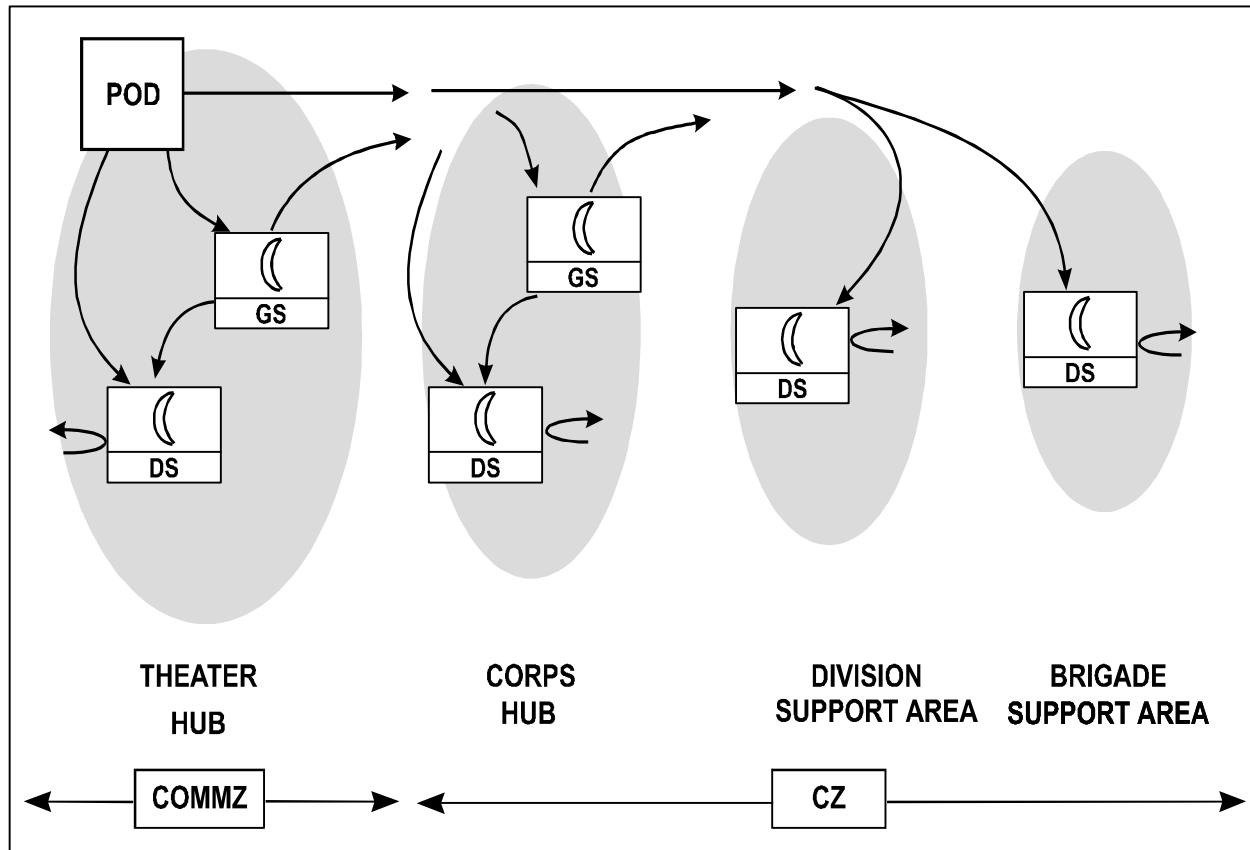 POD
GS
GS
DS
DS
DS
DS
THEATER
HUB
CORPS
HUB
DIVISION
SUPPORT AREA
BRIGADE
SUPPORT AREA
COMMZ
CZ